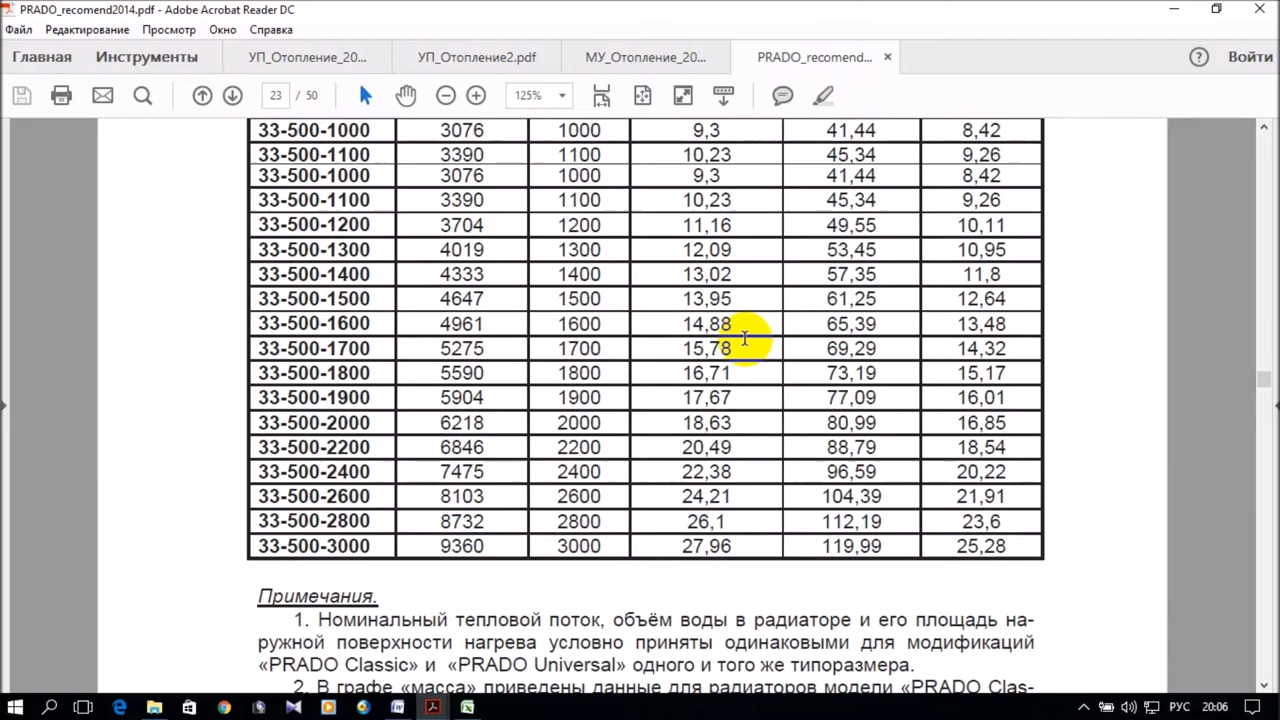 PRADO_recomend2014.pdf - Adobe Acrobat Reader DC
Файл Редактирование Просмотр Окно Справка
Главная Инструменты УП_Отопление_20... УП_Отопление2.pdf МУ_Отопление_20... PRADO_recomend... Войти
23 / 50 125%
33-500-1000 3076 1000 9,3 41,44 8,42
33-500-1100 3390 1100 10,23 45,34 9,26
33-500-1000 3076 1000 9,3 41,44 8,42
33-500-1100 3390 1100 10,23 45,34 9,26
33-500-1200 3704 1200 11,16 49,55 10,11
33-500-1300 4019 1300 12,09 53,45 10,95
33-500-1400 4333 1400 13,02 57,35 11,8
33-500-1500 4647 1500 13,95 61,25 12,64
33-500-1600 4961 1600 14,88 65,39 13,48
33-500-1700 5275 1700 15,78 69,29 14,32
33-500-1800 5590 1800 16,71 73,19 15,17
33-500-1900 5904 1900 17,67 77,09 16,01
33-500-2000 6218 2000 18,63 80,99 16,85
33-500-2200 6846 2200 20,49 88,79 18,54
33-500-2400 7475 2400 22,38 96,59 20,22
33-500-2600 8103 2600 24,21 104,39 21,91
33-500-2800 8732 2800 26,1 112,19 23,6
33-500-3000 9360 3000 27,96 119,99 25,28
Примечания.
1. Номинальный тепловой поток, объём воды в радиаторе и его площадь на-
ружной поверхности нагрева условно приняты одинаковыми для модификаций
«PRADO Classic» и «PRADO Universal» одного и того же типоразмера.
2. В графе «масса» приведены данные для радиаторов модели «PRADO Clas-
РУС 20:06